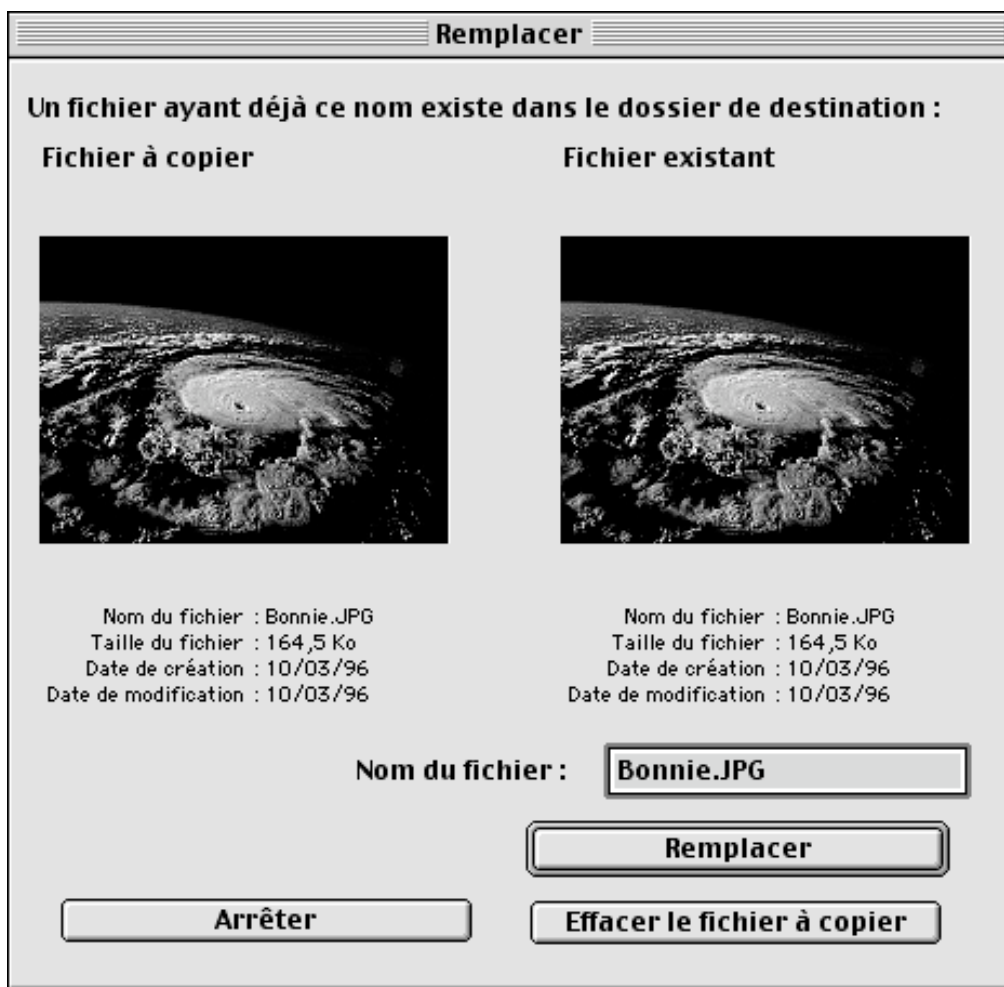 Remplacer
Un fichier ayant déjà ce nom existe dans le dossier de destination :
Fichier à copier
Fichier existant
Nom du fichier : Bonnie.JPG
Taille du fichier : 164,5 Ko
Date de création : 10/03/96
Date de modification : 10/03/96
Nom du fichier : Bonnie.JPG
Taille du fichier : 164,5 Ko
Date de création : 10/03/96
Date de modification : 10/03/96
Nom du fichier : Bonnie.JPG
Remplacer
Arrêter
Effacer le fichier à copier